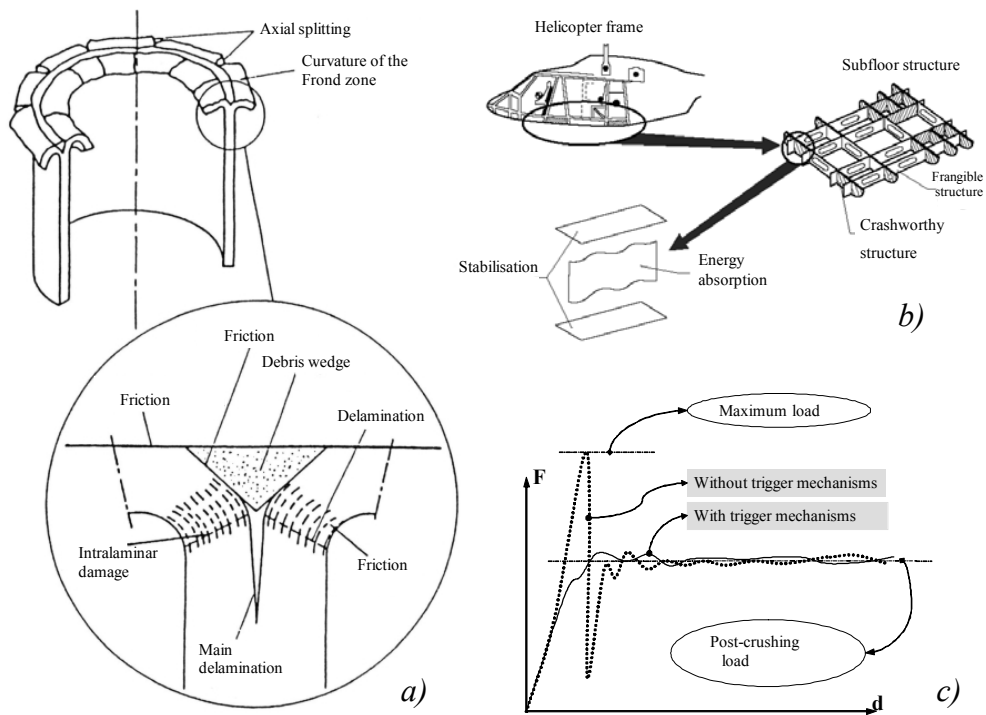 Axial splitting
Curvature of the
Frond zone
Friction
Debris wedge
Friction
Delamination
Intralaminar
damage
Friction
Main
delamination
a)
Helicopter frame
Subfloor structure
Frangible
structure
Crashworthy
structure
Stabilisation
Energy
absorption
b)
Maximum load
F
Without trigger mechanisms
With trigger mechanisms
Post-crushing
load
d
c)